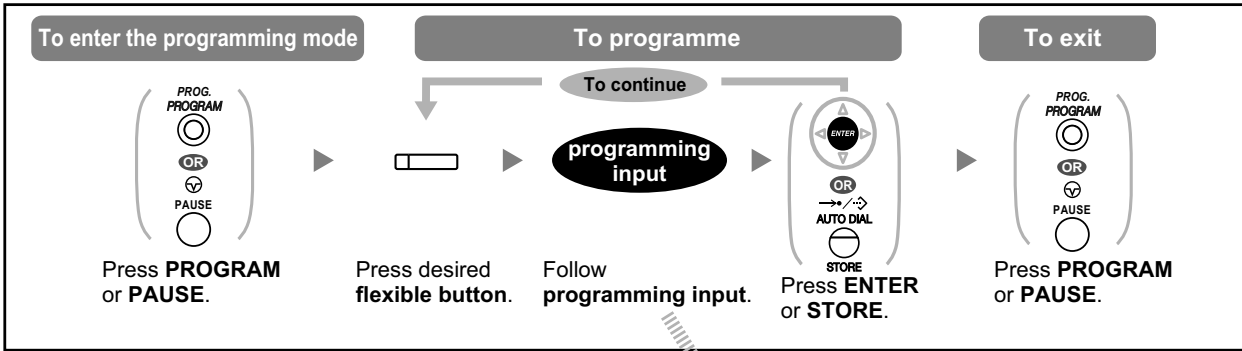 To enter the programming mode
To programme
To exit
To continue
PROG.
PROGRAM
OR
PAUSE
programming
input
ENTER
OR
AUTO DIAL
STORE
PROG.
PROGRAM
OR
PAUSE
Press PROGRAM
or PAUSE.
Press desired
flexible button.
Follow
programming input.
Press ENTER
or STORE.
Press PROGRAM
or PAUSE.